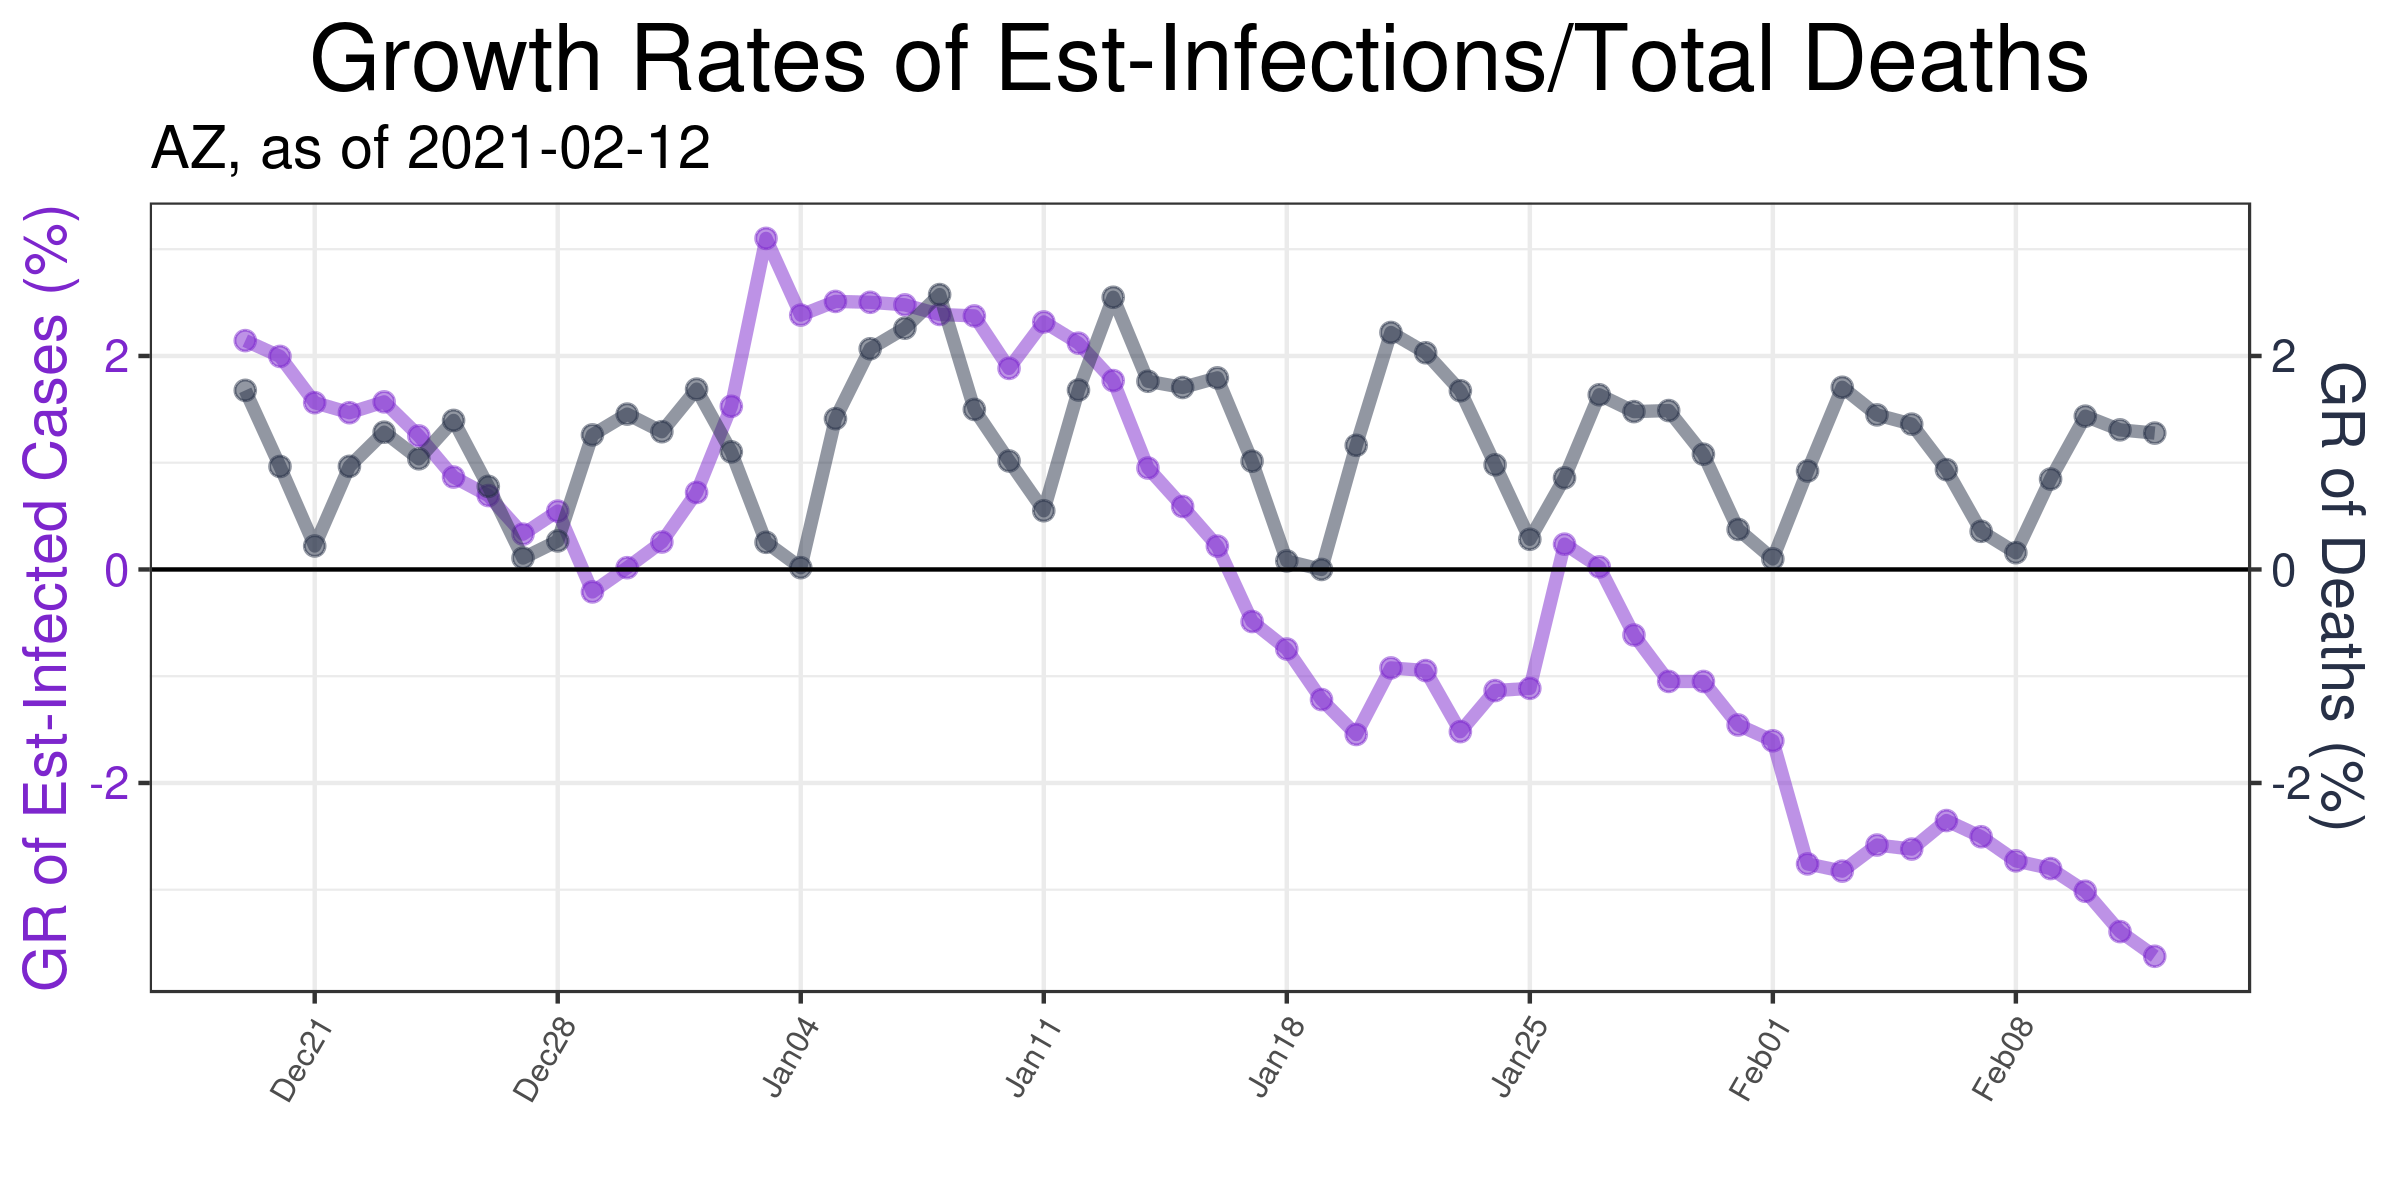 Growth Rates of Est-Infections/Total Deaths
AZ, as of 2021-02-12
GR of Est-Infected Cases (%)
2
0
-2
2
0
-2
GR of Deaths (%)
Dec21
Dec28
Jan04
Jan11
Jan18
Jan25
Feb01
Feb08